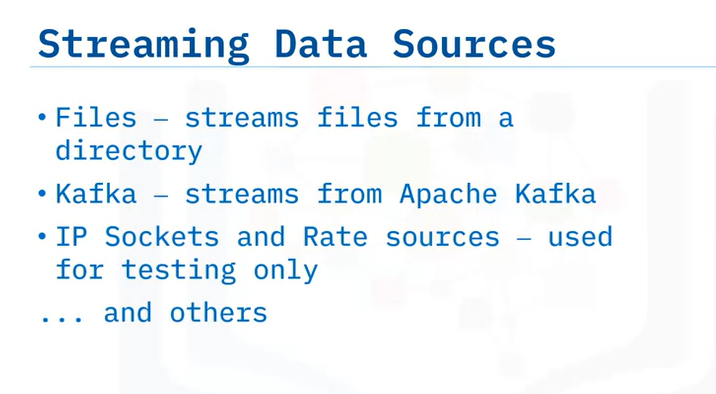 Streaming Data Sources
• Files – streams files from a
directory
• Kafka – streams from Apache Kafka
• IP Sockets and Rate sources – used
for testing only
... and others